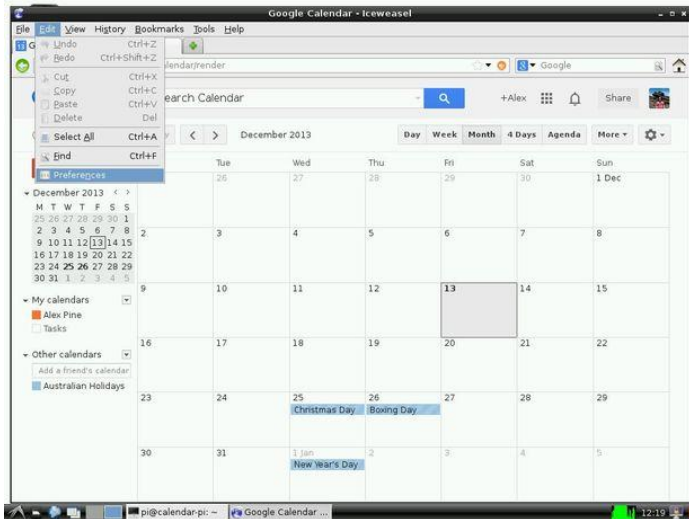 Google Calendar - Iceweasel
File Edit View History Bookmarks Tools Help
Undo Ctrl+Z
Redo Ctrl+Shift+Z
Cut Ctrl+X
Copy Ctrl+C
Paste Ctrl+V
Delete Del
Select All Ctrl+A
Find Ctrl+F
Preferences
G
lendar/render
Google
earch Calendar
+Alex
Share
December 2013
Day Week Month 4 Days Agenda More
Tue Wed Thu Fri Sat Sun
26 27 28 29 30 1 Dec
2 3 4 5 6 7 8
9 10 11 12 13 14 15
16 17 18 19 20 21 22
23 24 25 26 27 28 29
Christmas Day Boxing Day
30 31 1 Jan 2 3 4 5
New Year's Day
December 2013
M T W T F S S
25 26 27 28 29 30 1
2 3 4 5 6 7 8
9 10 11 12 13 14 15
16 17 18 19 20 21 22
23 24 25 26 27 28 29
30 31 1 2 3 4 5
My calendars
Alex Pine
Tasks
Other calendars
Add a friend's calendar
Australian Holidays
pi@calendar-pi: ~
Google Calendar ...
12:19